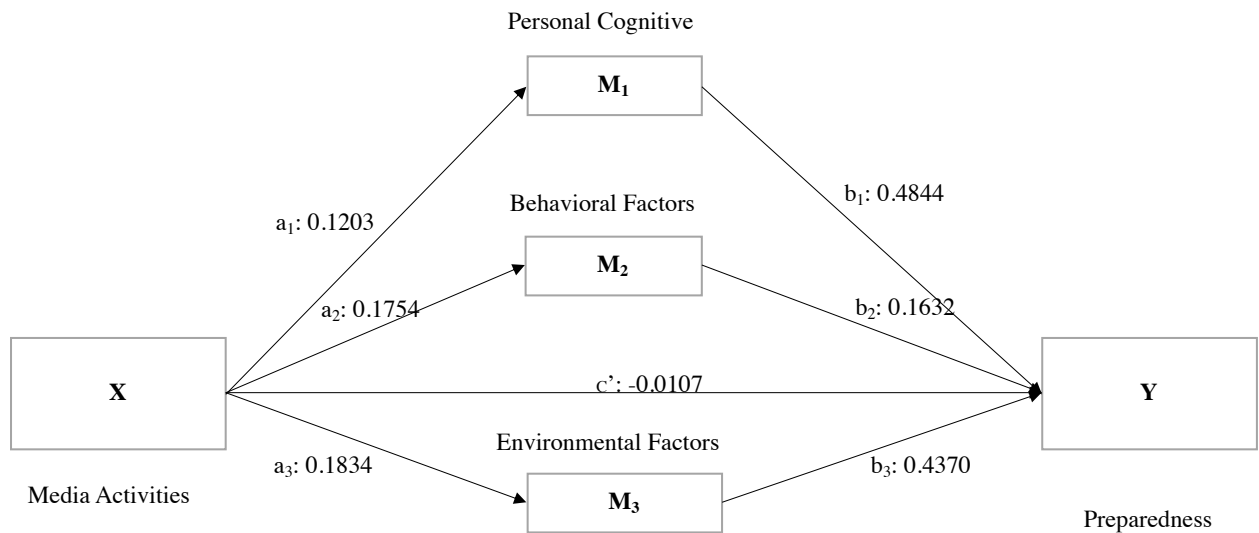 Personal Cognitive
M₁
b₁: 0.4844
Behavioral Factors
a₁: 0.1203
M₂
a₂: 0.1754
b₂: 0.1632
X
c’: -0.0107
Y
Environmental Factors
a₃: 0.1834
b₃: 0.4370
Media Activities
M₃
Preparedness